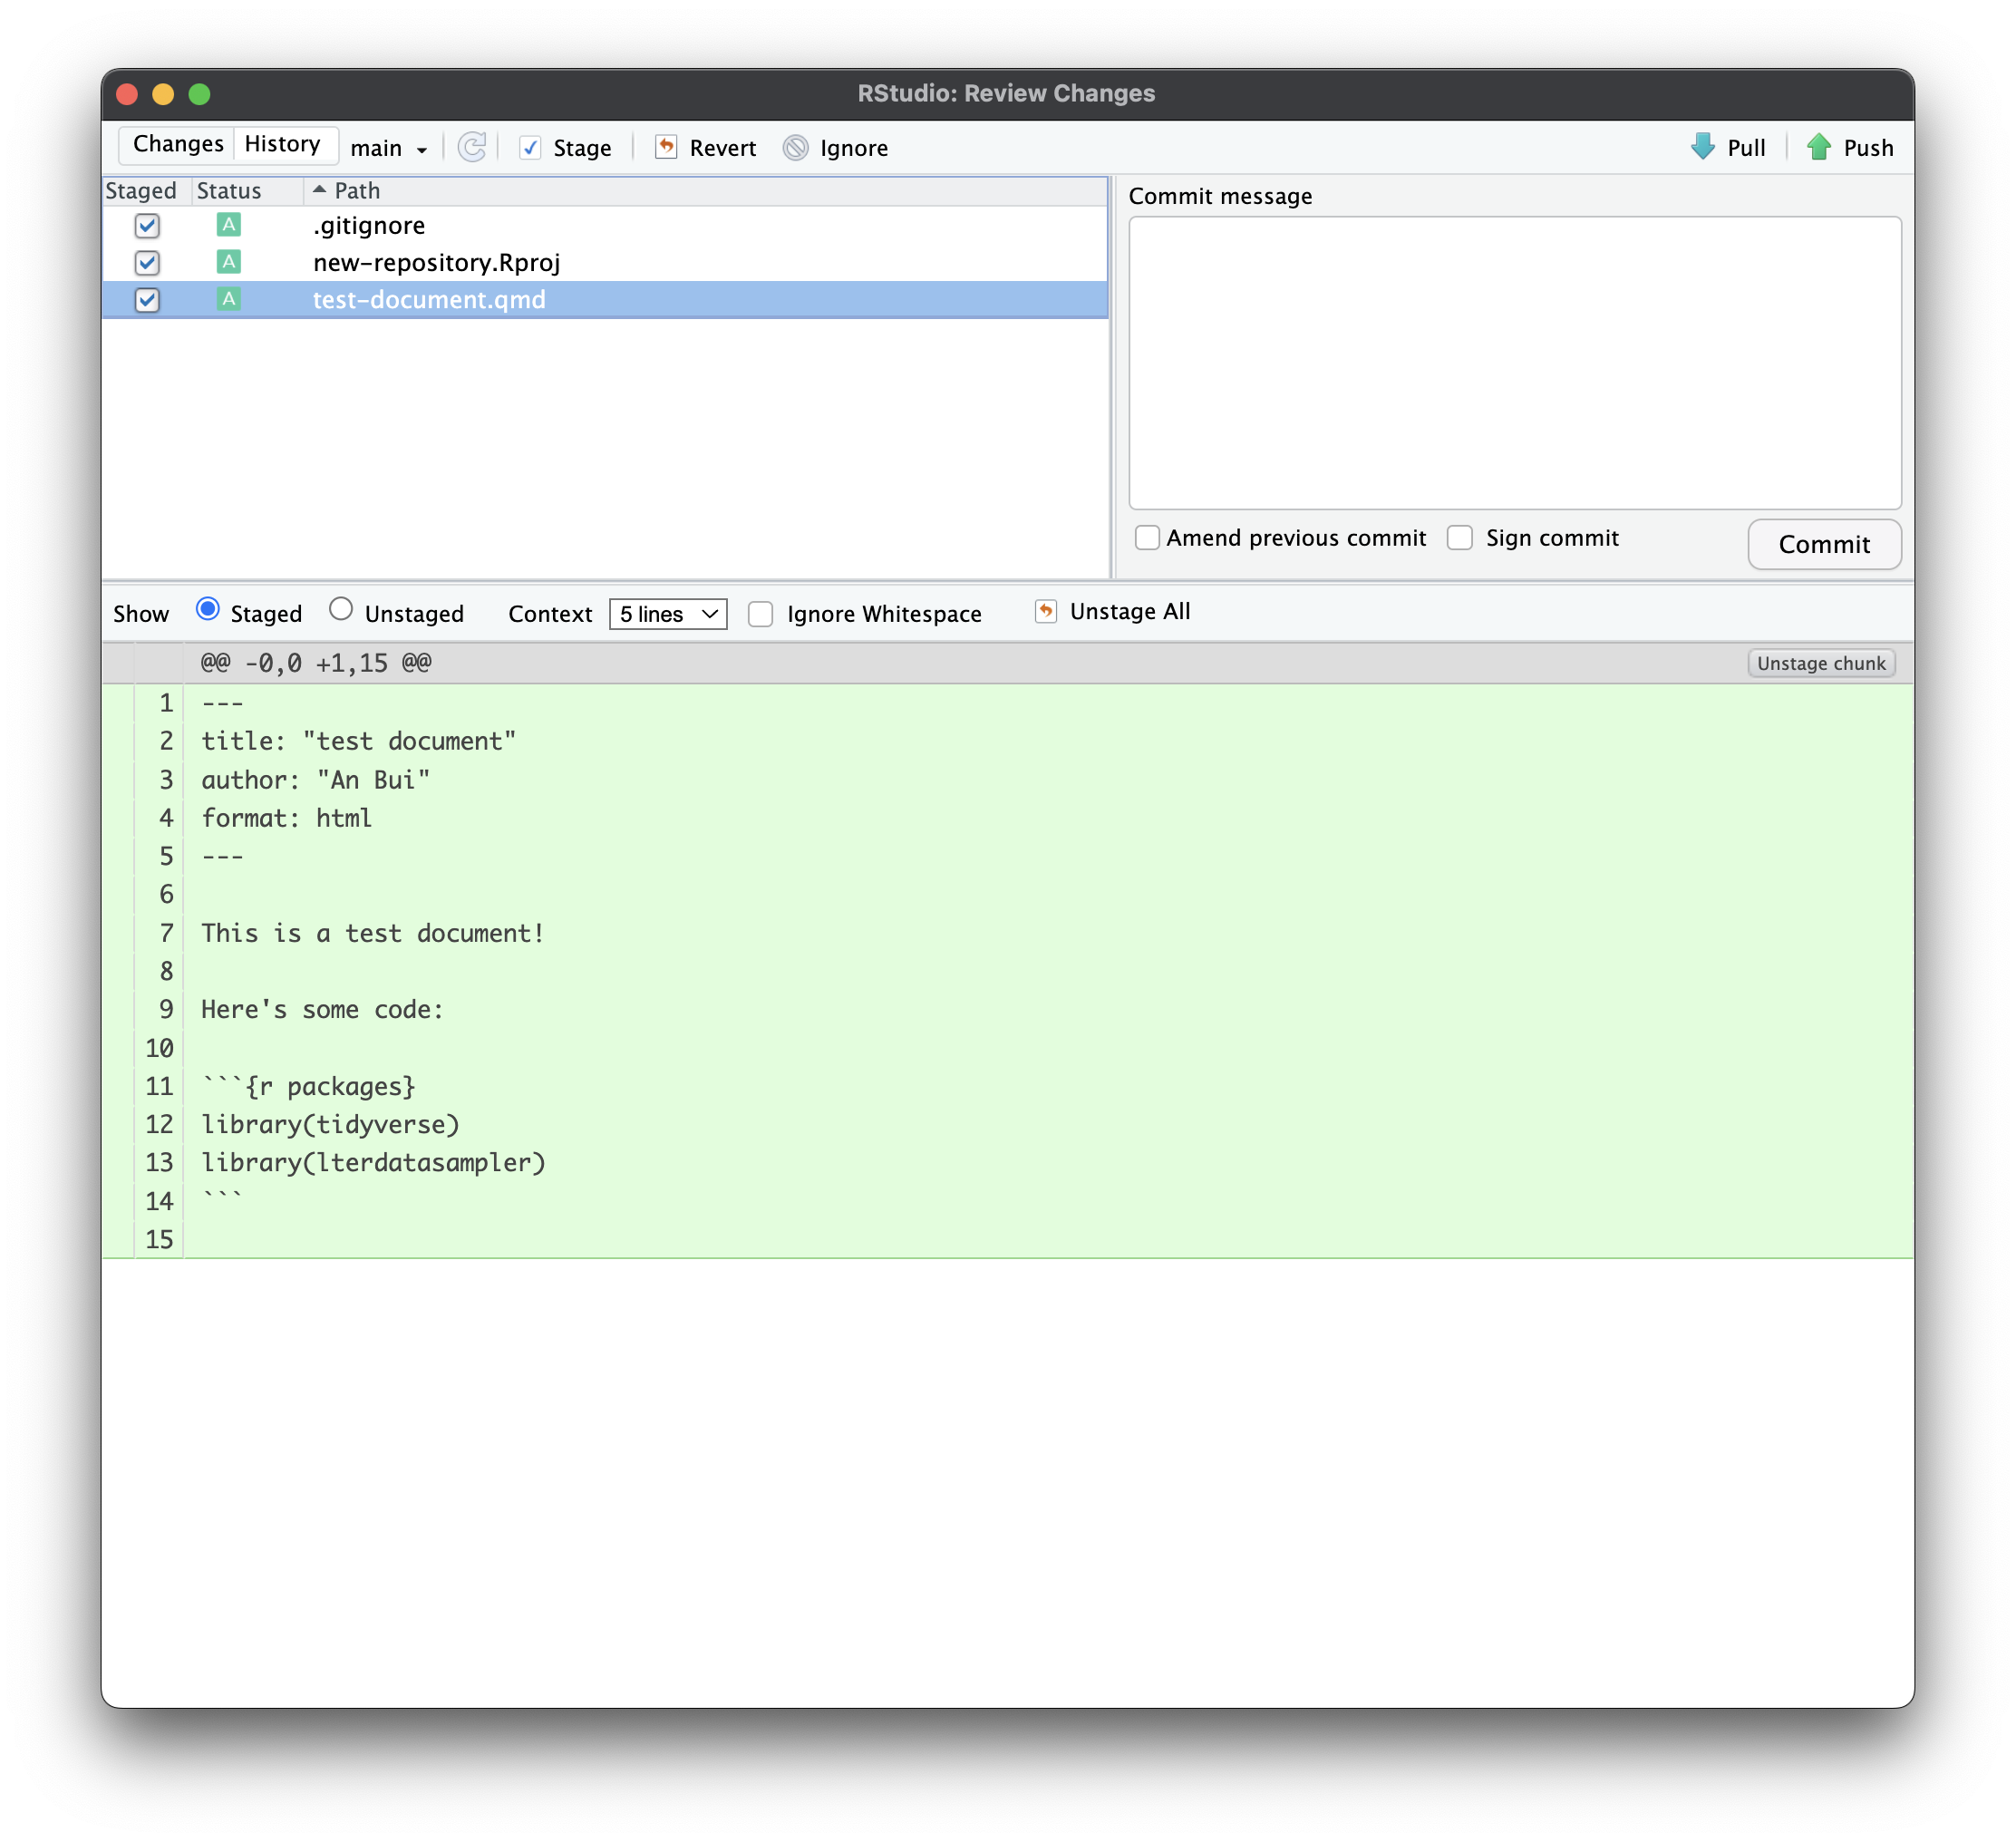 RStudio: Review Changes
Changes History main Stage Revert Ignore Pull Push
Staged Status Path
A .gitignore
A new-repository.Rproj
A test-document.qmd
Commit message
Amend previous commit Sign commit Commit
Show Staged Unstaged Context 5 lines Ignore Whitespace Unstage All
@@ -0,0 +1,15 @@ Unstage chunk
1 ---
2 title: "test document"
3 author: "An Bui"
4 format: html
5 ---
6
7 This is a test document!
8
9 Here's some code:
10
11 ```{r packages}
12 library(tidyverse)
13 library(lterdatasampler)
14 ```
15